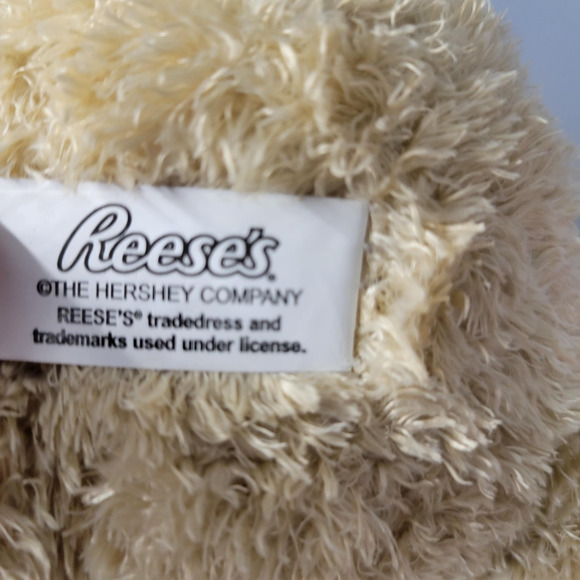 Reese's®
©THE HERSHEY COMPANY
REESE'S® tradedress and
trademarks used under license.